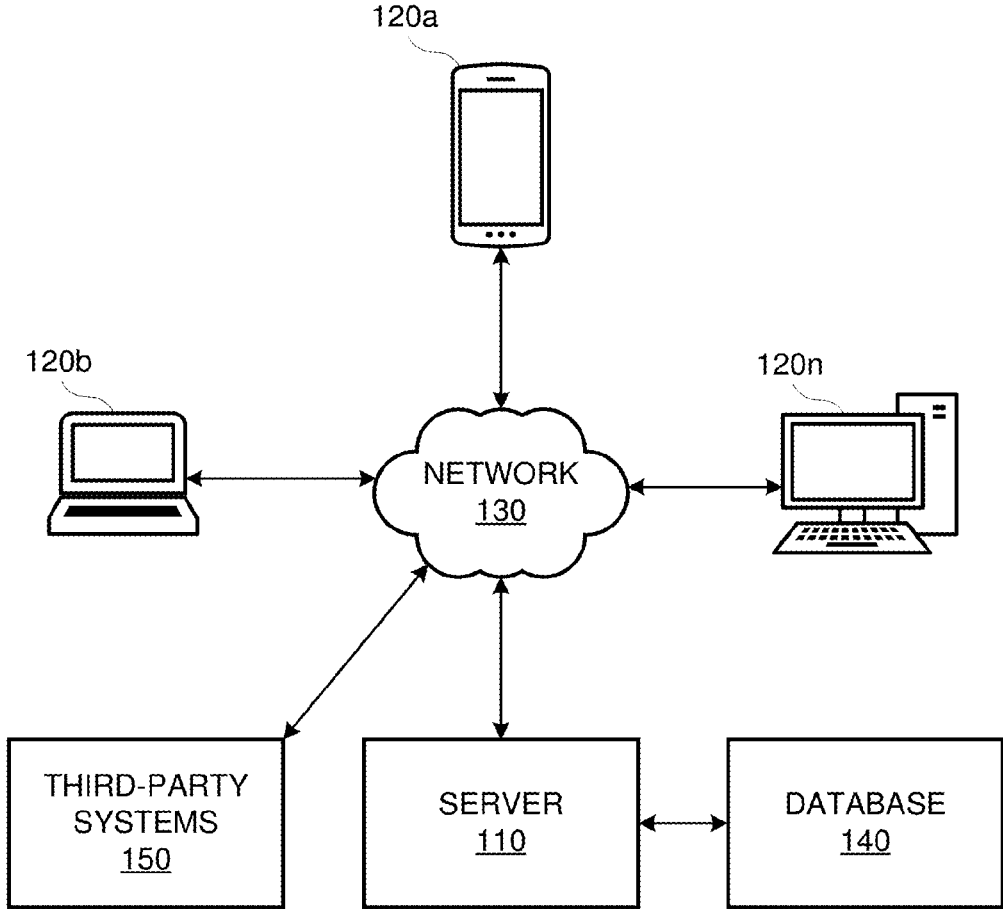 120a
120b
120n
NETWORK
130
THIRD-PARTY
SYSTEMS
150
SERVER
110
DATABASE
140